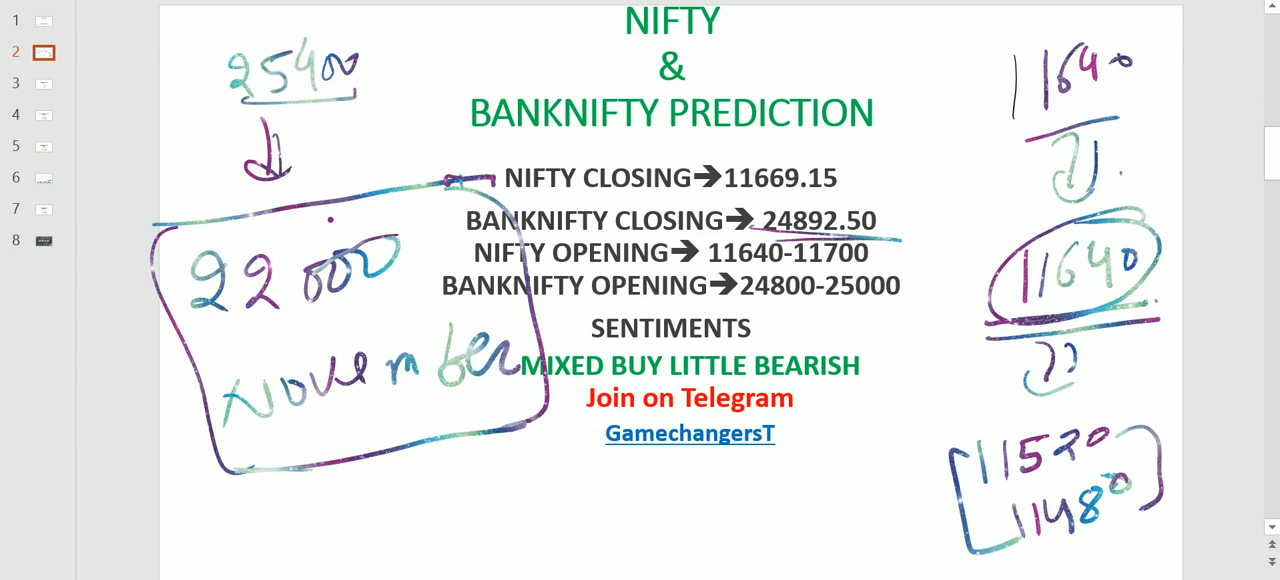 1
2
3
4
5
6
7
8
NIFTY
&
BANKNIFTY PREDICTION
NIFTY CLOSING➔11669.15
BANKNIFTY CLOSING➔ 24892.50
NIFTY OPENING➔ 11640-11700
BANKNIFTY OPENING➔24800-25000
SENTIMENTS
MIXED BUY LITTLE BEARISH
Join on Telegram
GamechangersT
25400
22000
November
11640
11640
11520
11480